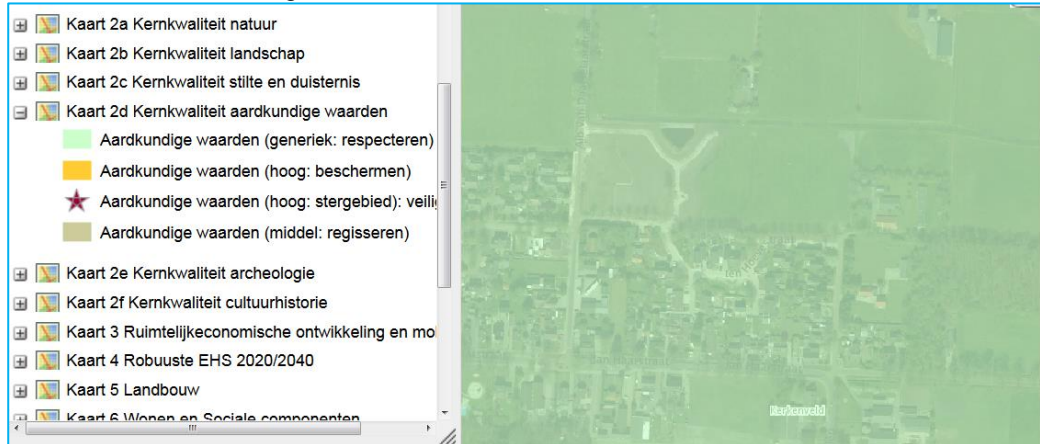 Kaart 2a Kernkwaliteit natuur
Kaart 2b Kernkwaliteit landschap
Kaart 2c Kernkwaliteit stilte en duisternis
Kaart 2d Kernkwaliteit aardkundige waarden
Aardkundige waarden (generiek: respecteren)
Aardkundige waarden (hoog: beschermen)
Aardkundige waarden (hoog: stergebied): veili
Aardkundige waarden (middel: regisseren)
Kaart 2e Kernkwaliteit archeologie
Kaart 2f Kernkwaliteit cultuurhistorie
Kaart 3 Ruimtelijkeconomische ontwikkeling en mo
Kaart 4 Robuuste EHS 2020/2040
Kaart 5 Landbouw
Kaart 6 Wonen en Sociale componenten
Kerkenveld